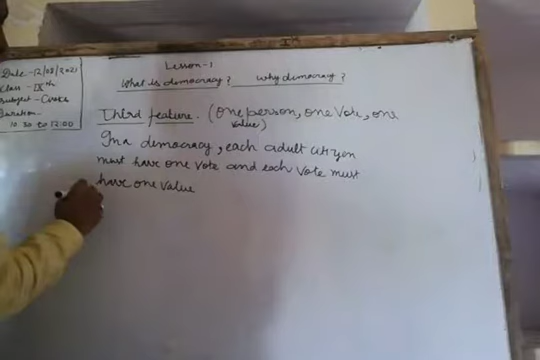 IXth
Date - 12/08/2021
Class - IXth
Subject - Civics
Duration -
10:30 to 12:00
Lesson - 1
What is democracy? why democracy?
Third feature. (one person, one vote, one value)
In a democracy, each adult citizen
must have one vote and each vote must
have one value